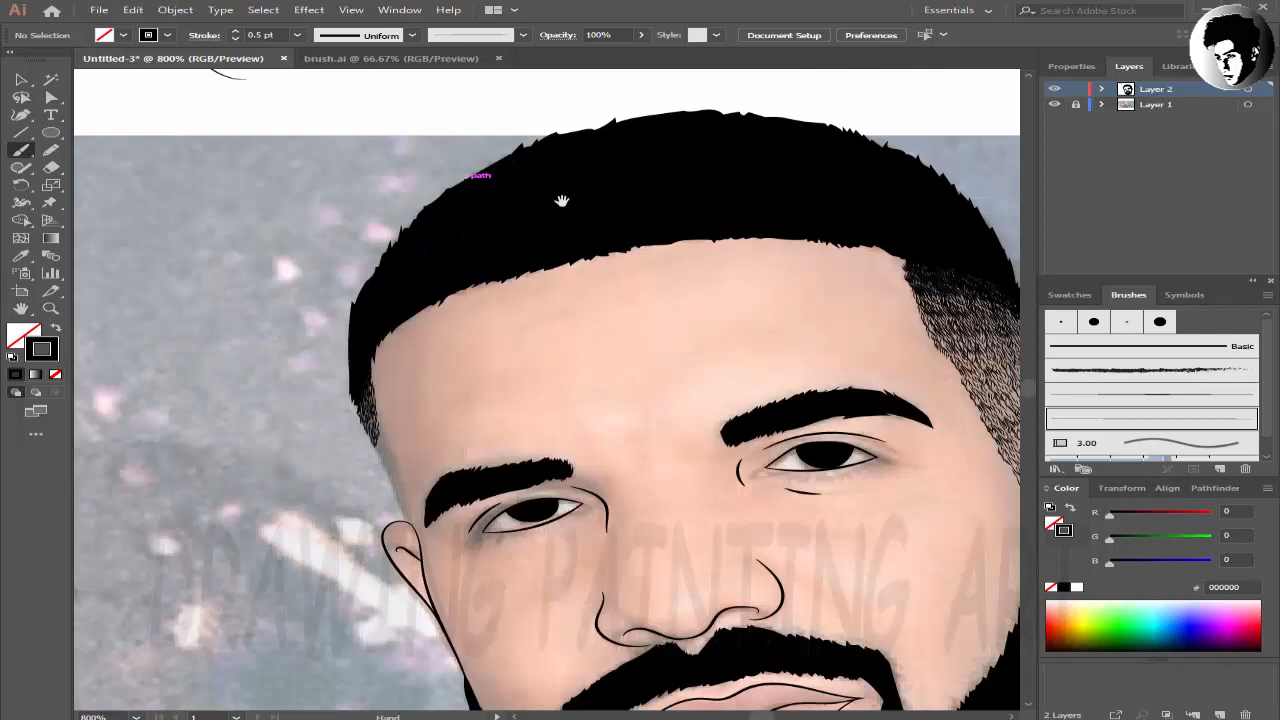 Ai File Edit Object Type Select Effect View Window Help Essentials Search Adobe Stock
No Selection Stroke: 0.5 pt Uniform Opacity: 100% Style: Document Setup Preferences
Untitled-3* @ 800% (RGB/Preview) brush.ai @ 66.67% (RGB/Preview)
Properties Layers
Layer 2
Layer 1
path
Swatches Brushes Symbols
Basic
3.00
Color Transform Align Pathfinder
R 0
G 0
B 0
# 000000
DRAWING PAINTING ART
800% 1 Hand 2 Layers